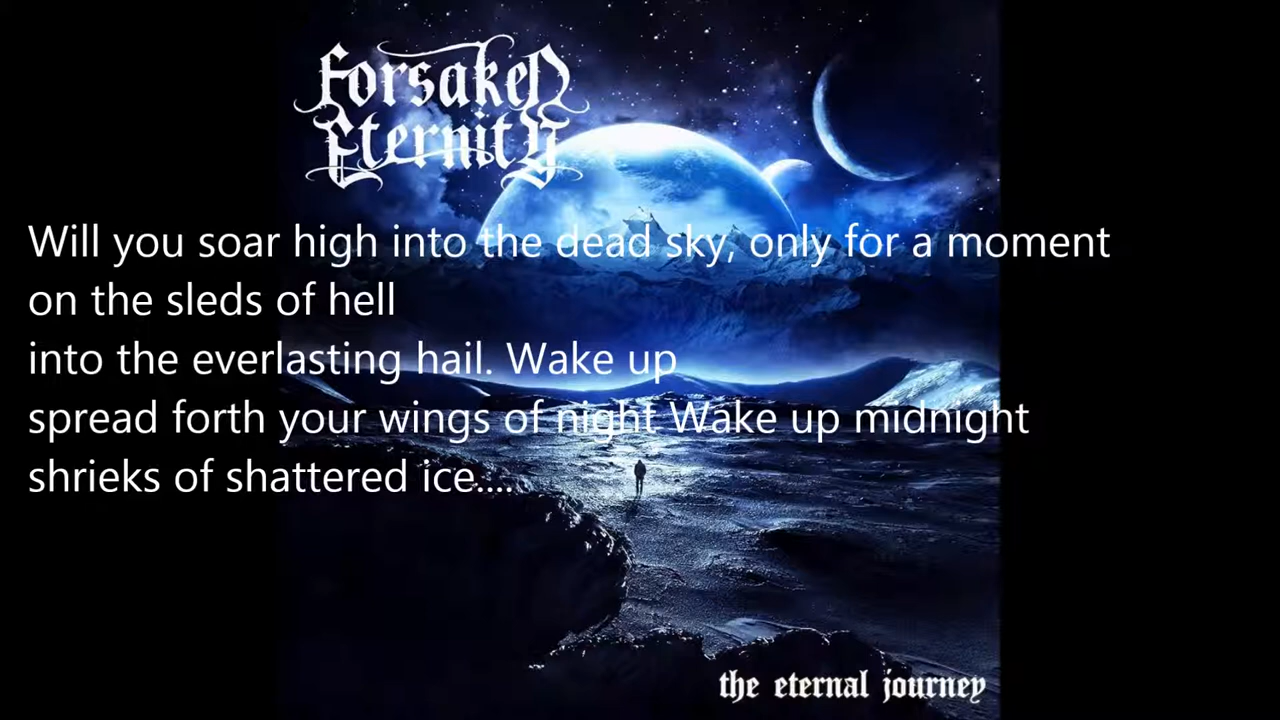 Forsaken
Eternity
Will you soar high into the dead sky, only for a moment
on the sleds of hell
into the everlasting hail. Wake up
spread forth your wings of night Wake up midnight
shrieks of shattered ice....
the eternal journey